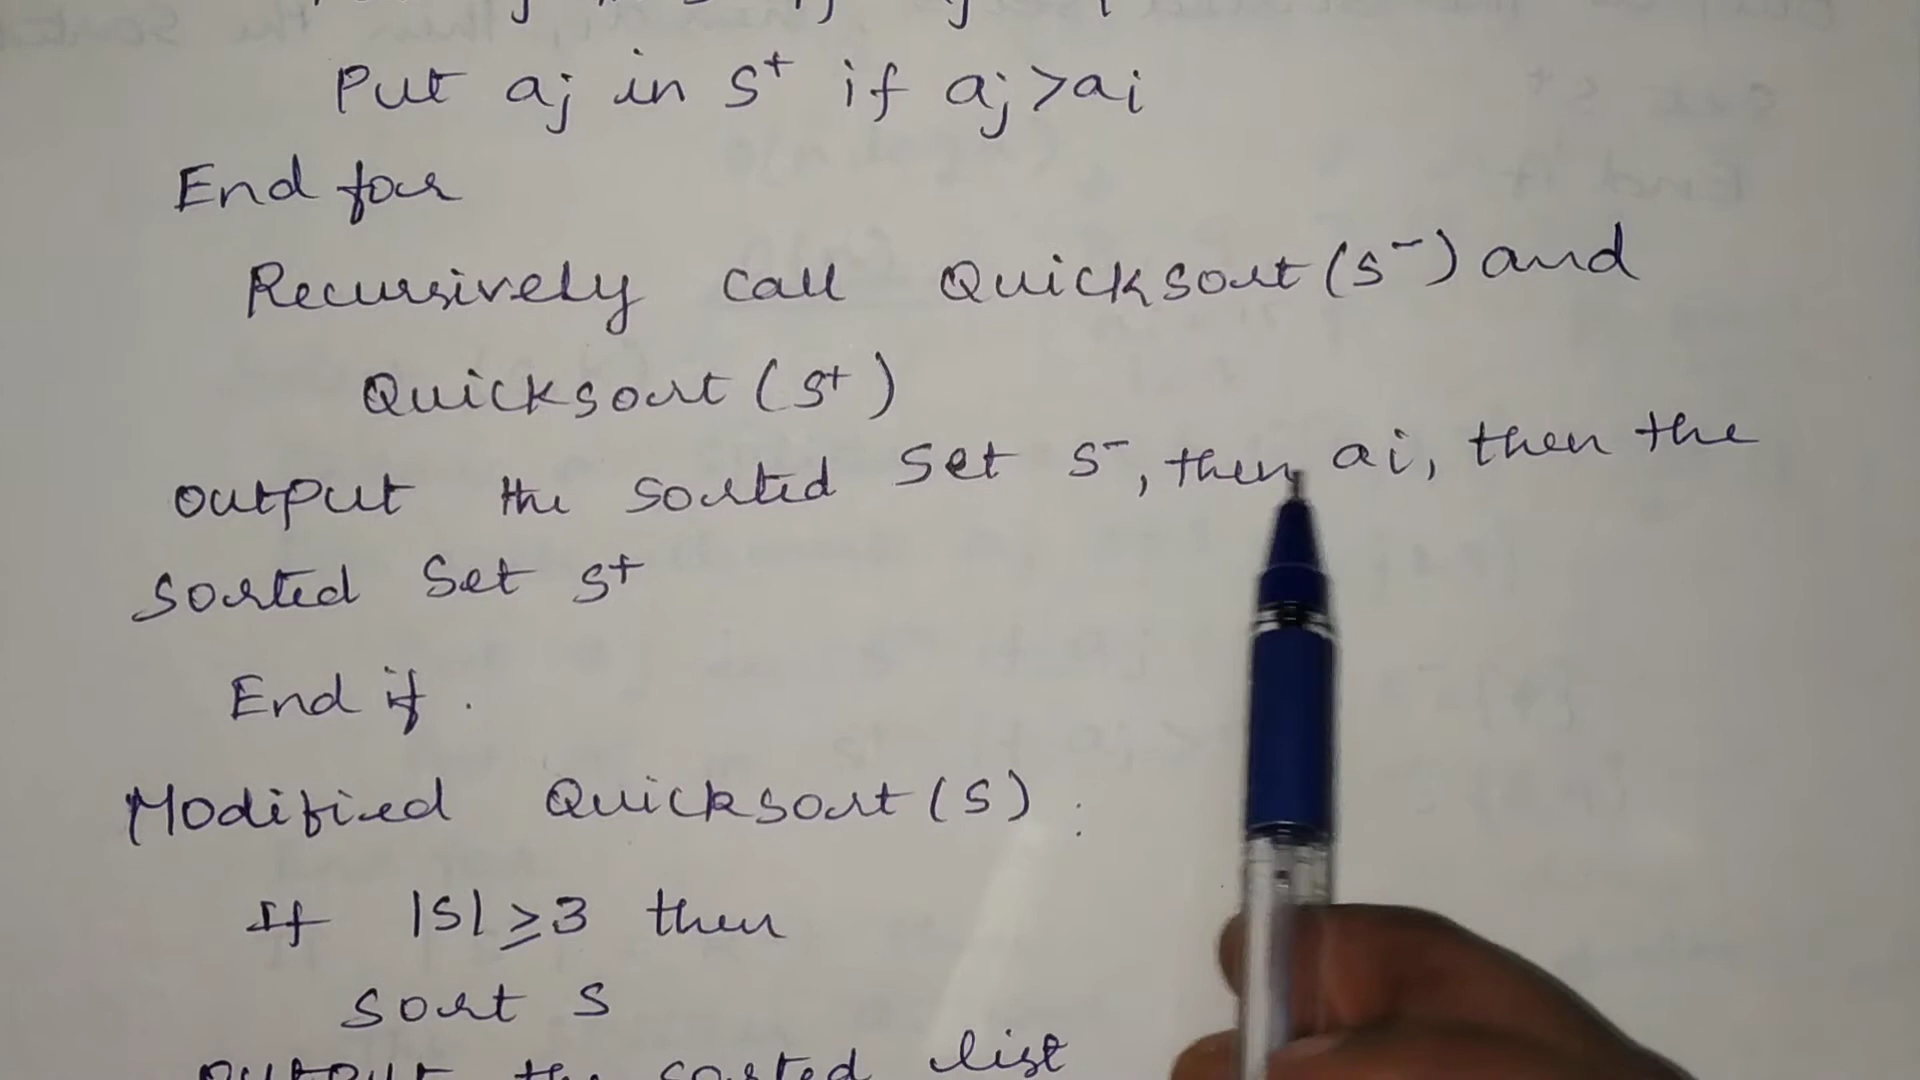 Put aj in S+ if aj>ai
End for
Recursively call Quicksort(S-) and
Quicksort(S+)
output the sorted set S-, then ai, then the
sorted set S+
End if.
Modified Quicksort(S):
If |S|≥3 then
sort S
output the sorted list